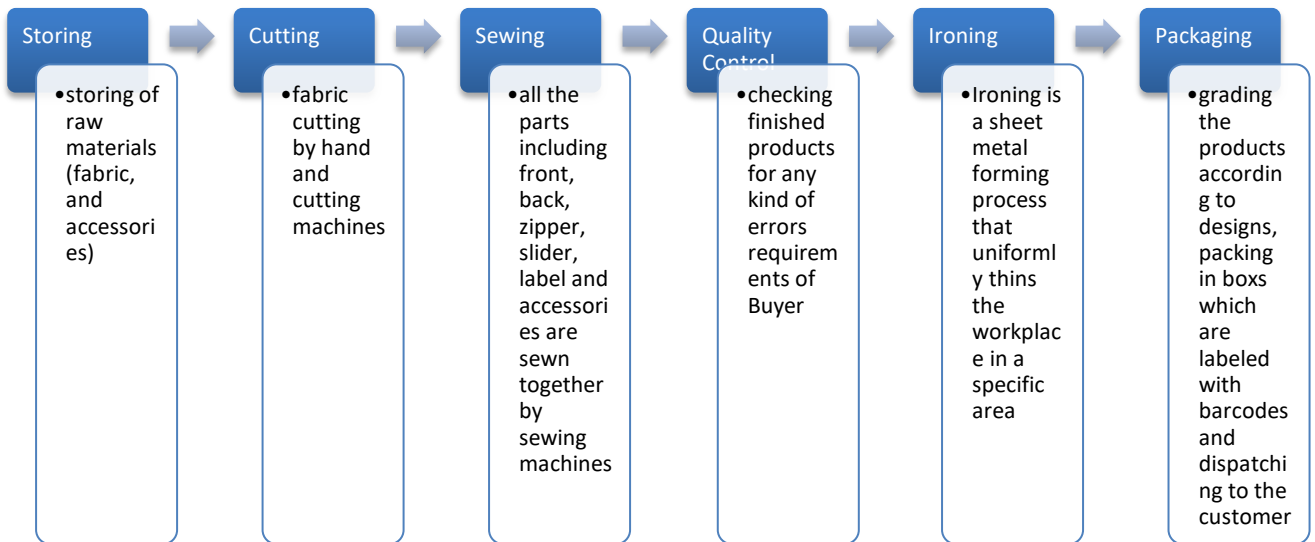 Storing
•storing of
raw
materials
(fabric,
and
accessori
es)
Cutting
•fabric
cutting
by hand
and
cutting
machines
Sewing
•all the
parts
including
front,
back,
zipper,
slider,
label and
accessori
es are
sewn
together
by
sewing
machines
Quality
Control
•checking
finished
products
for any
kind of
errors
requirem
ents of
Buyer
Ironing
•Ironing is
a sheet
metal
forming
process
that
uniforml
y thins
the
workplac
e in a
specific
area
Packaging
•grading
the
products
accordin
g to
designs,
packing
in boxs
which
are
labeled
with
barcodes
and
dispatchi
ng to the
customer